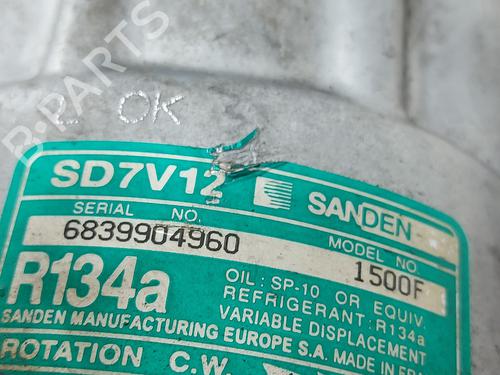 B-PARTS
2 OK
SD7V12 SANDEN
SERIAL NO. MODEL NO.
6839904960 1500F
R134a
OIL: SP-10 OR EQUIV.
REFRIGERANT: R134a
VARIABLE DISPLACEMENT
SANDEN MANUFACTURING EUROPE S.A. MADE IN
ROTATION C.W.